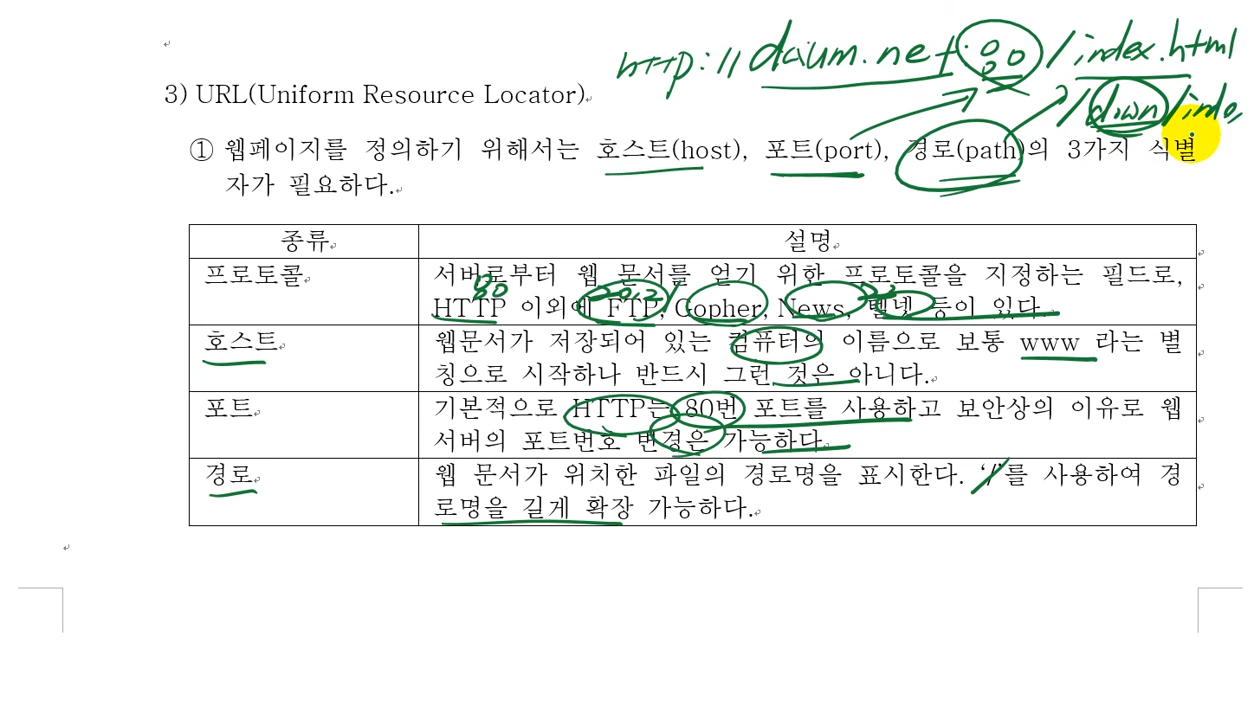 http://daum.net:80/index.html
/down/inde
3) URL(Uniform Resource Locator)
① 웹페이지를 정의하기 위해서는 호스트(host), 포트(port), 경로(path)의 3가지 식별
자가 필요하다.
종류 설명
프로토콜 서버로부터 웹 문서를 얻기 위한 프로토콜을 지정하는 필드로,
80 20,21 23
HTTP 이외에 FTP, Gopher, News, 텔넷 등이 있다.
호스트 웹문서가 저장되어 있는 컴퓨터의 이름으로 보통 www 라는 별
칭으로 시작하나 반드시 그런 것은 아니다.
포트 기본적으로 HTTP는 80번 포트를 사용하고 보안상의 이유로 웹
서버의 포트번호 변경은 가능하다.
경로 웹 문서가 위치한 파일의 경로명을 표시한다. '/'를 사용하여 경
로명을 길게 확장 가능하다.